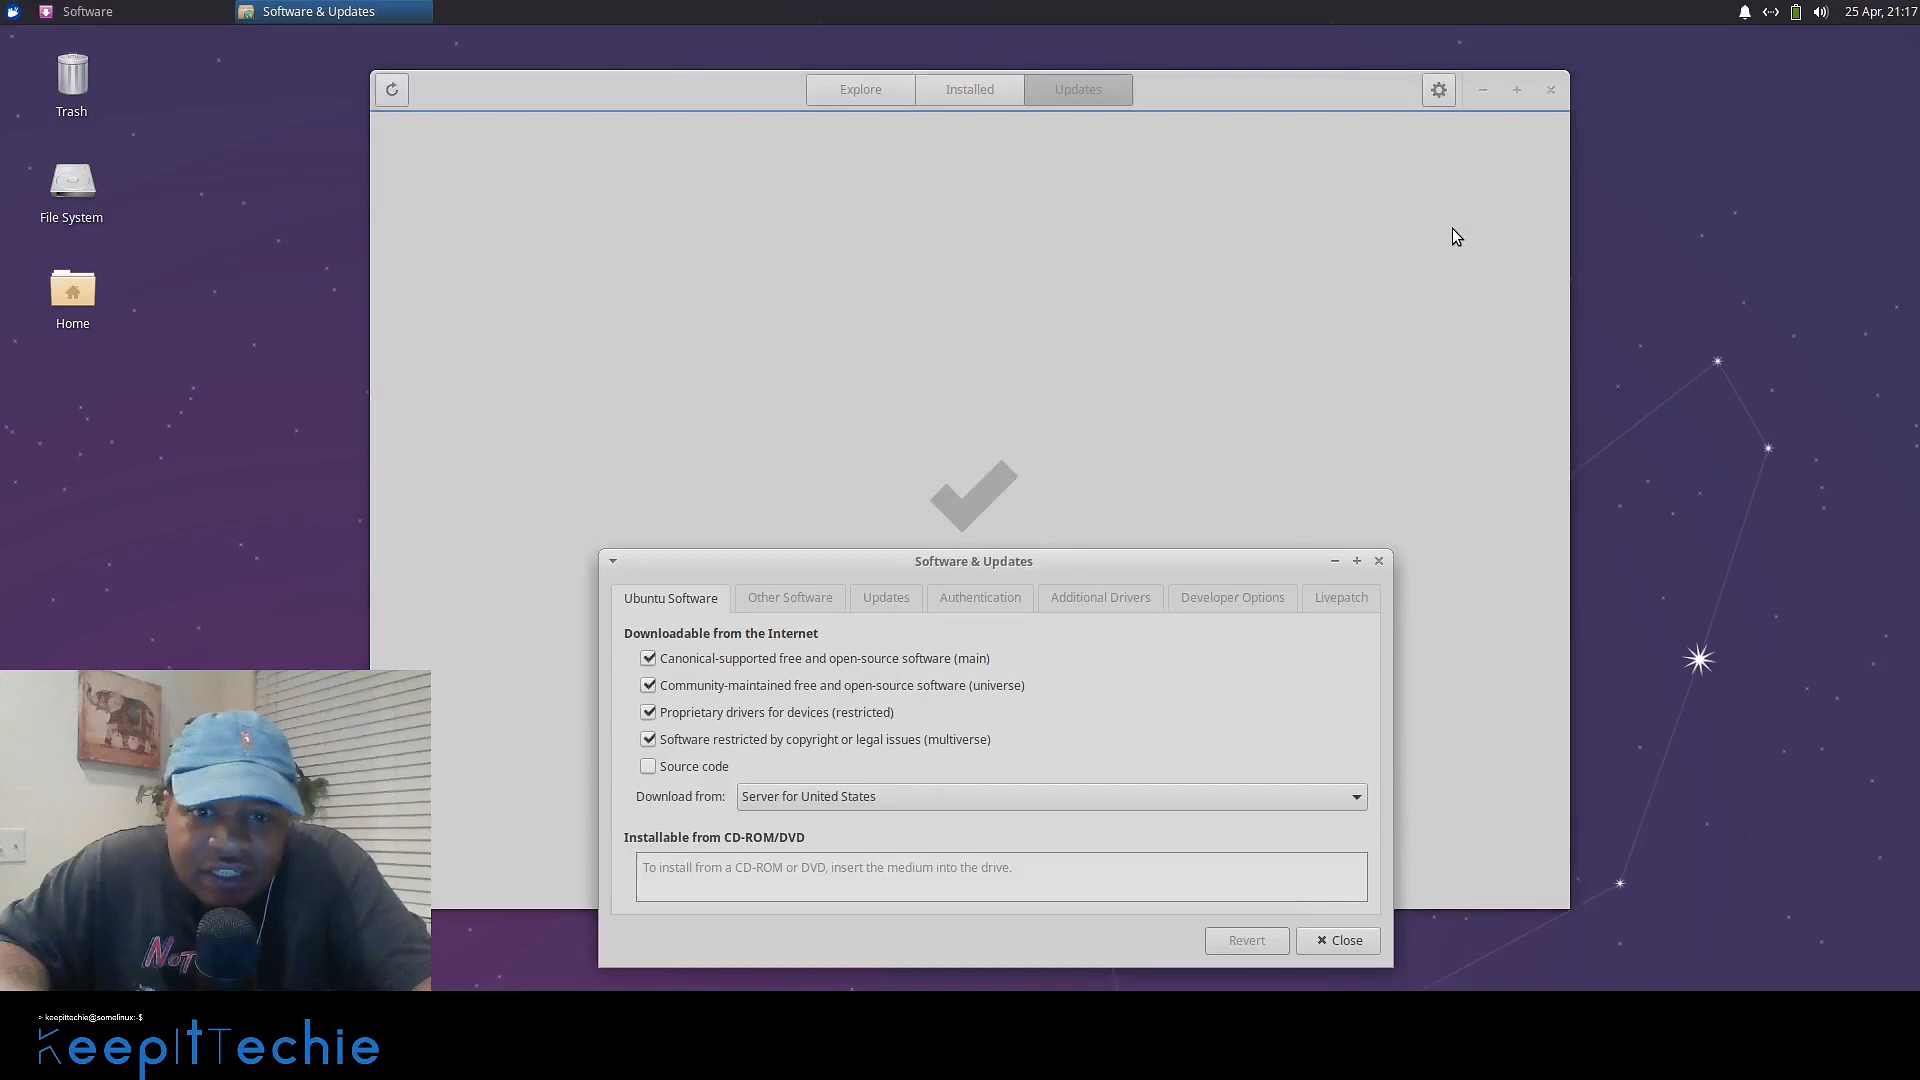 Software
Software & Updates
25 Apr, 21:17
Trash
File System
Home
Explore
Installed
Updates
Software & Updates
Ubuntu Software
Other Software
Updates
Authentication
Additional Drivers
Developer Options
Livepatch
Downloadable from the Internet
Canonical-supported free and open-source software (main)
Community-maintained free and open-source software (universe)
Proprietary drivers for devices (restricted)
Software restricted by copyright or legal issues (multiverse)
Source code
Download from:
Server for United States
Installable from CD-ROM/DVD
To install from a CD-ROM or DVD, insert the medium into the drive.
Revert
Close
Not
> keepittechie@somelinux:-$
KeepItTechie